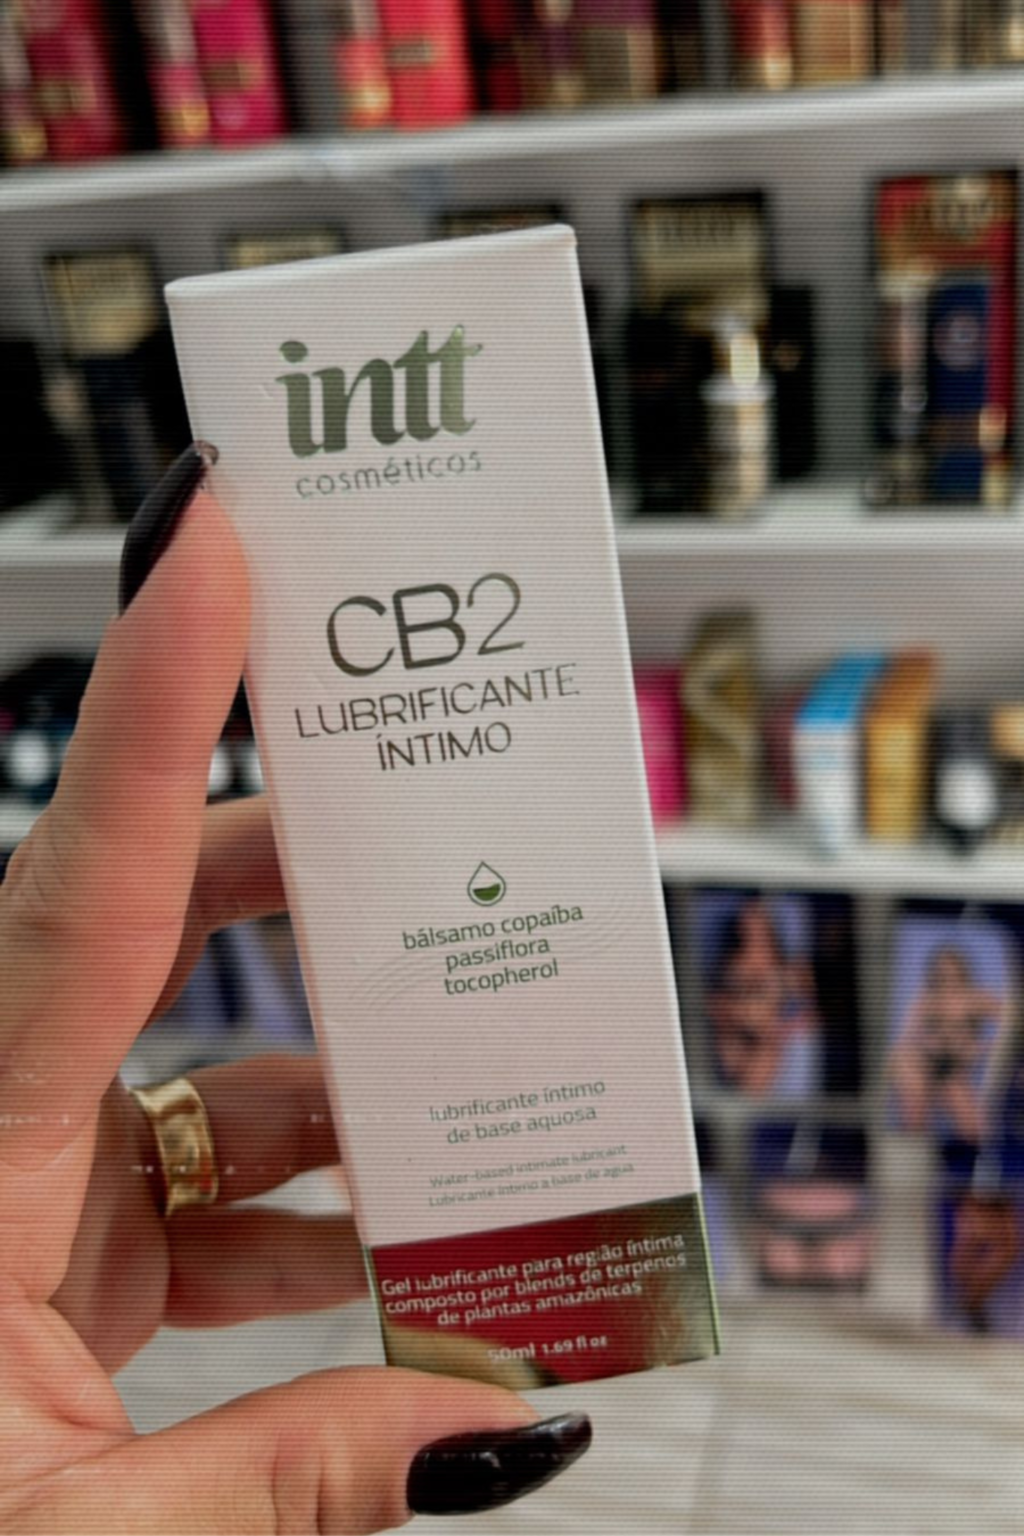 intt
cosméticos
CB2
LUBRIFICANTE
ÍNTIMO
bálsamo copaíba
passiflora
tocopherol
lubrificante íntimo
de base aquosa
Water-based intimate lubricant
Lubricante íntimo a base de agua
Gel lubrificante para região íntima
composto por blends de terpenos
de plantas amazônicas
50ml 1.69 fl oz